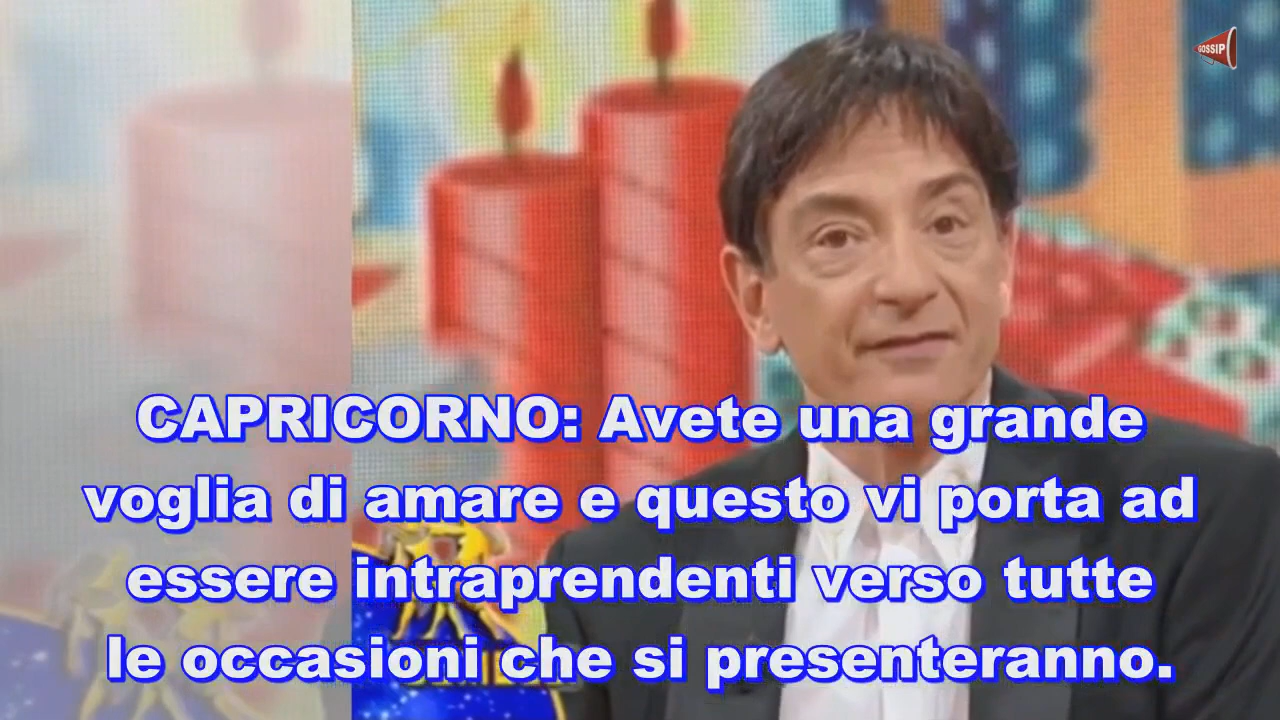 GOSSIP
CAPRICORNO: Avete una grande
voglia di amare e questo vi porta ad
essere intraprendenti verso tutte
le occasioni che si presenteranno.